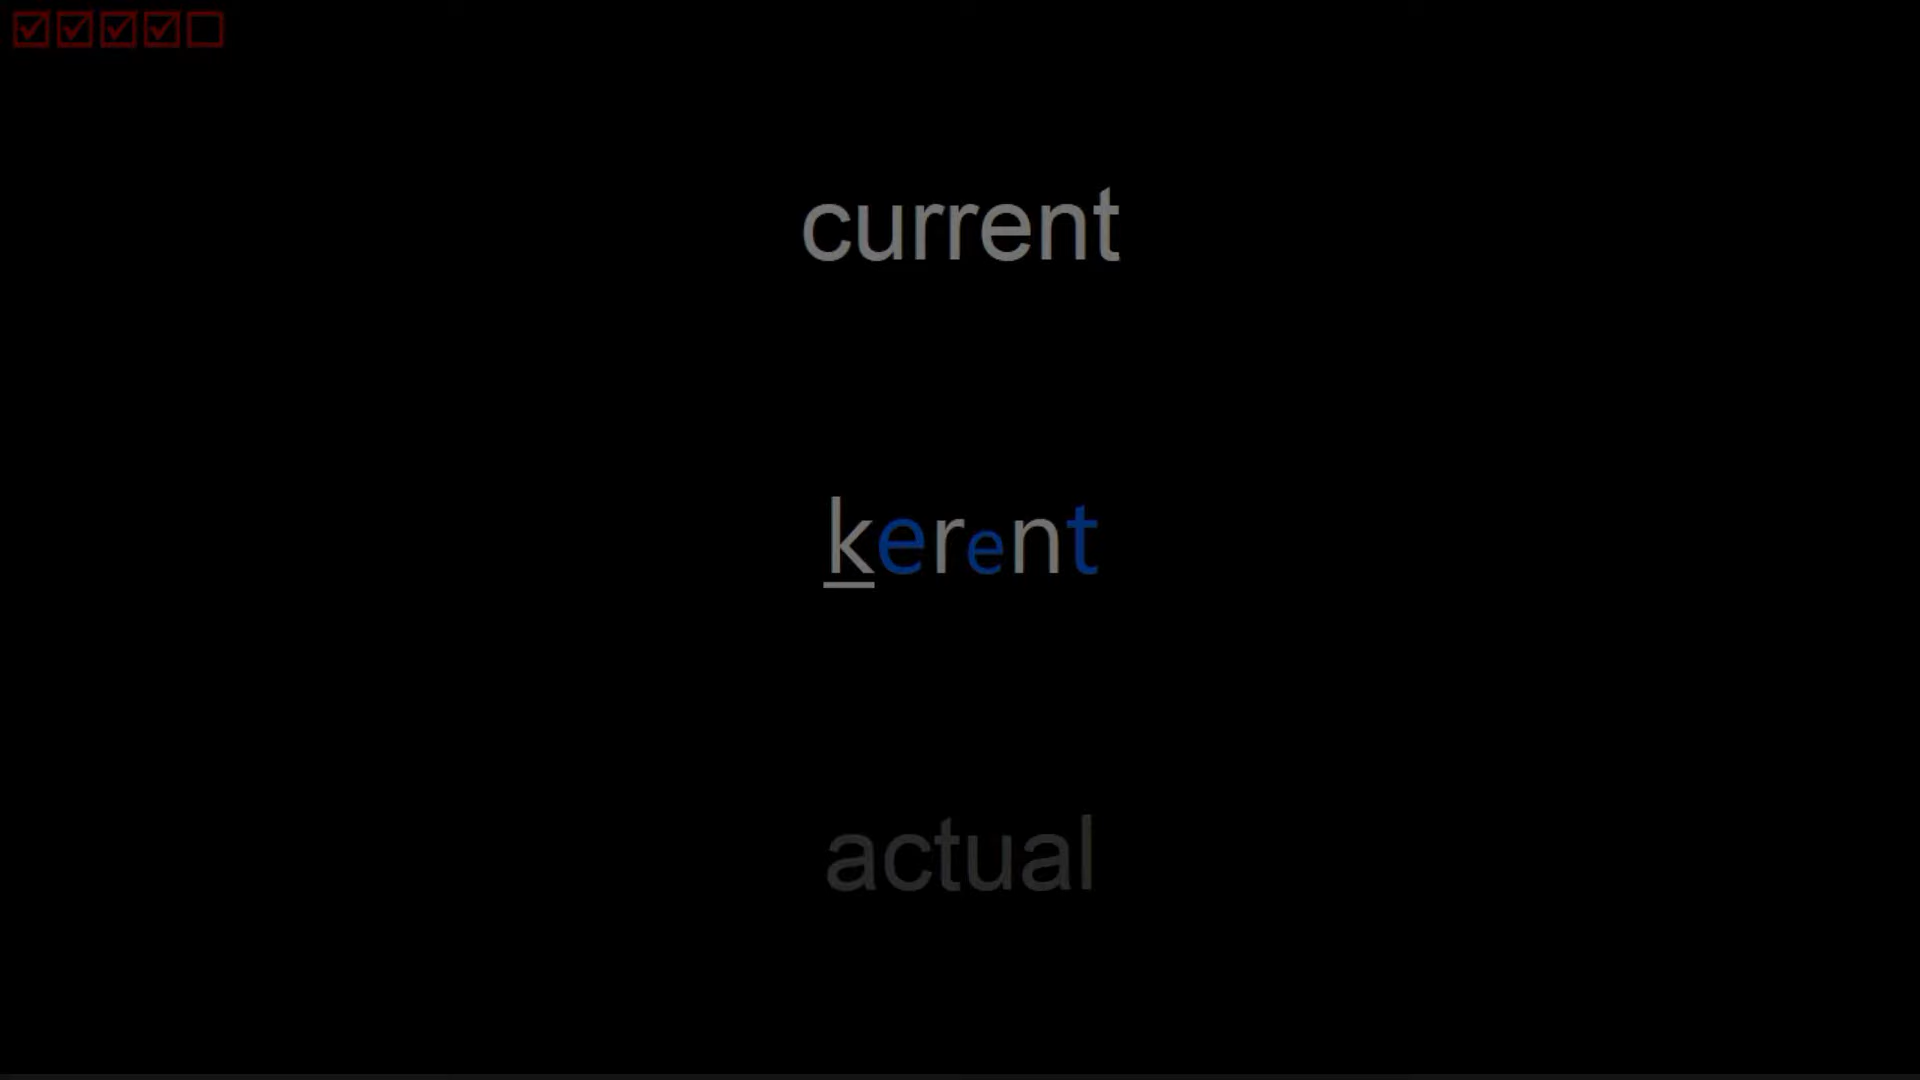 ☑☑☑☑☐
current
kerent
actual